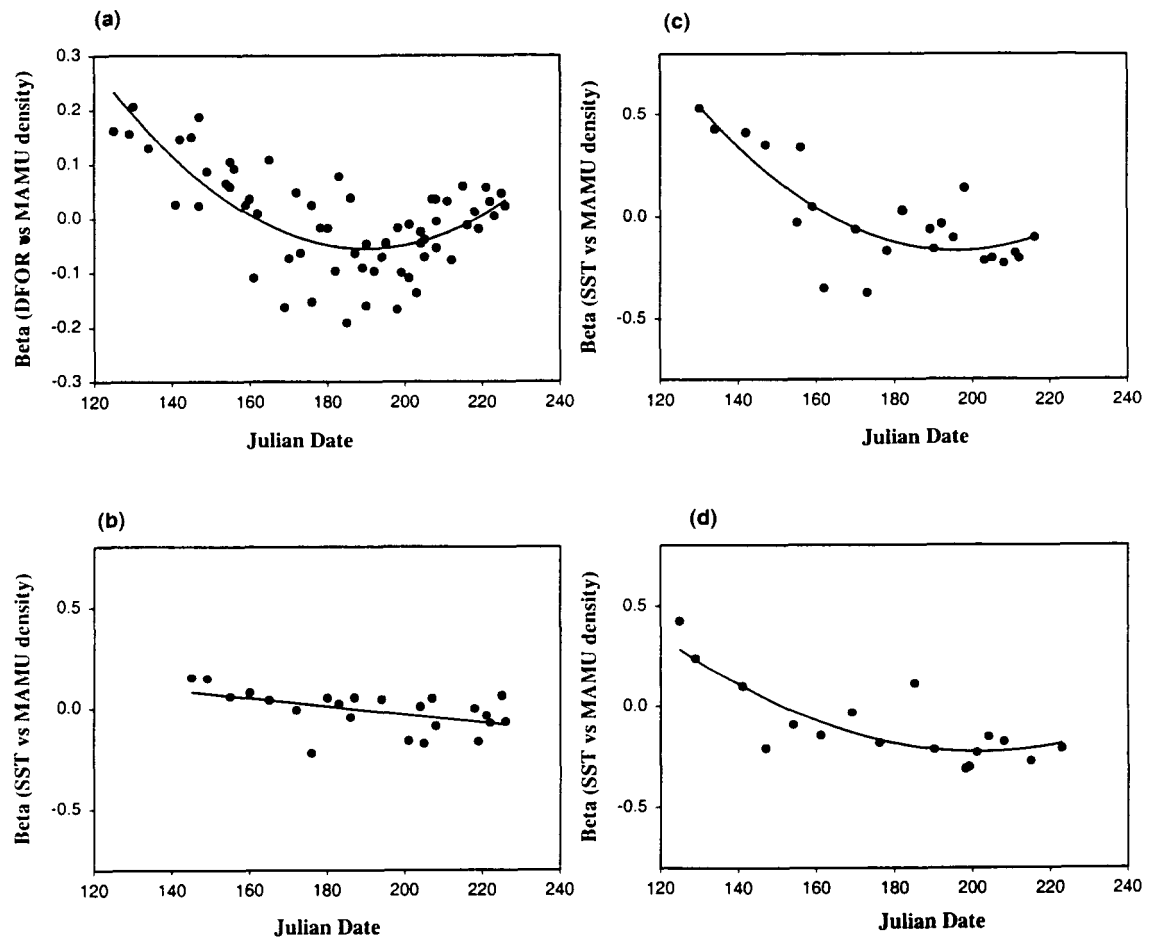 (a)
Beta (DFOR vs MAMU density)
0.3
0.2
0.1
0.0
-0.1
-0.2
-0.3
120 140 160 180 200 220 240
Julian Date
(c)
Beta (SST vs MAMU density)
0.5
0.0
-0.5
120 140 160 180 200 220 240
Julian Date
(b)
Beta (SST vs MAMU density)
0.5
0.0
-0.5
120 140 160 180 200 220 240
Julian Date
(d)
Beta (SST vs MAMU density)
0.5
0.0
-0.5
120 140 160 180 200 220 240
Julian Date